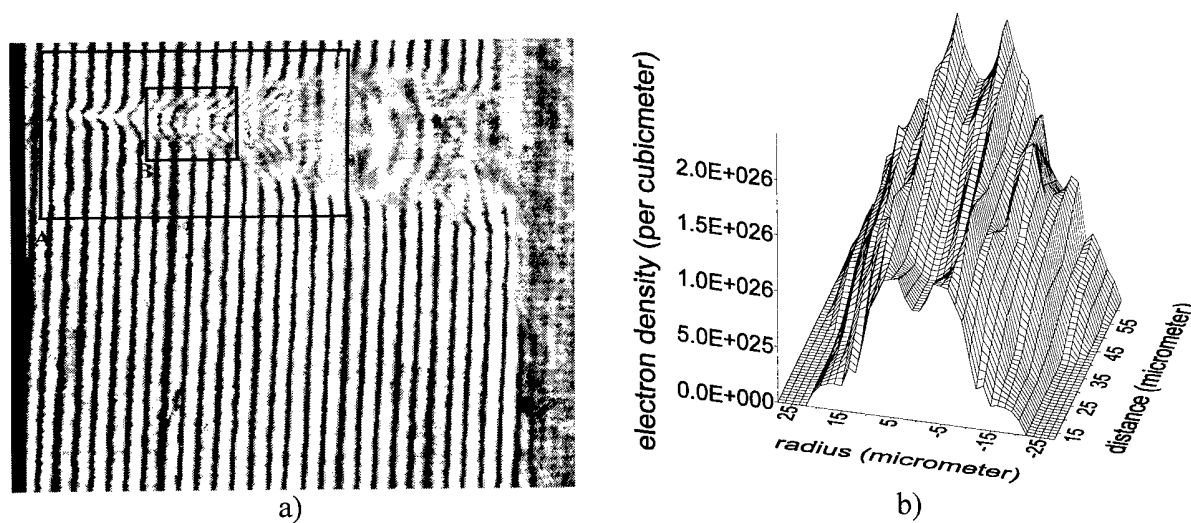 A
B
a)
electron density (per cubicmeter)
2.0E+026
1.5E+026
1.0E+026
5.0E+025
0.0E+000
25
15
5
-5
-15
-25
radius (micrometer)
15
25
35
45
55
distance (micrometer)
b)